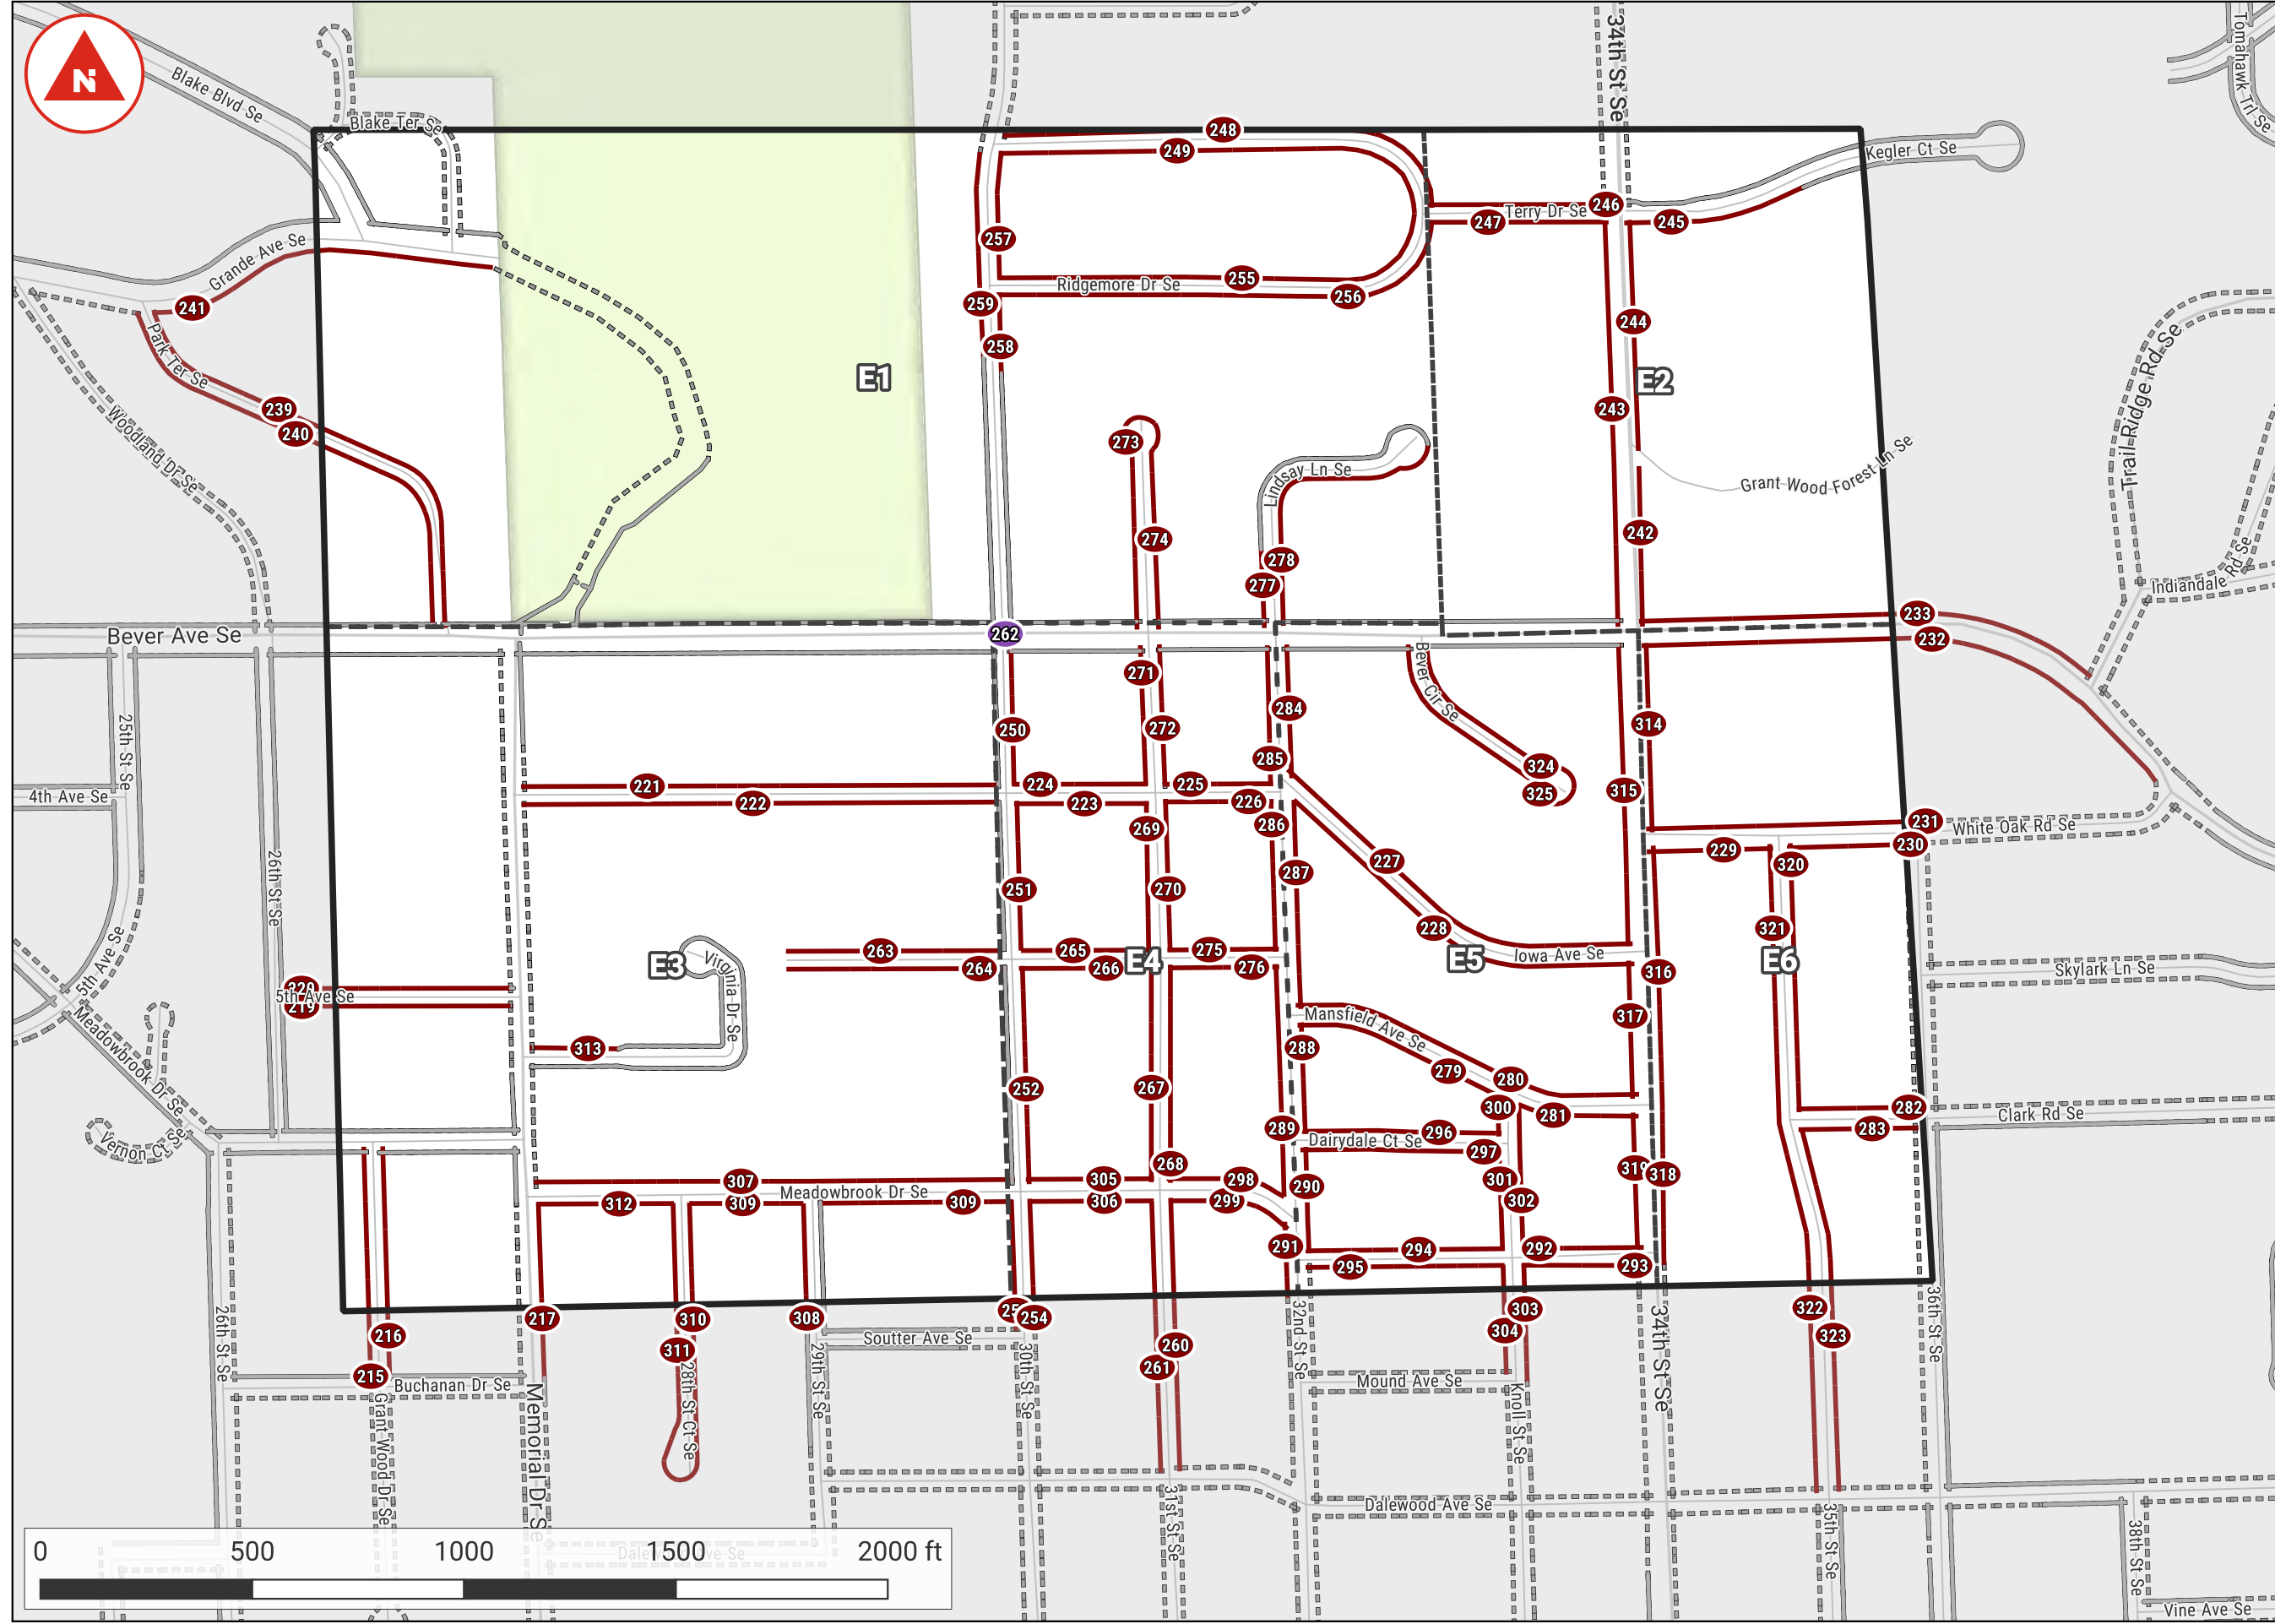 N
Blake Blvd Se
Blake Ter Se
34th St Se
Tomahawk Trl Se
Kegler Ct Se
248
249
246
Terry Dr Se
247
245
257
Grande Ave Se
241
255
Ridgemore Dr Se
256
259
244
258
Park Ter Se
E1
E2
Trail Ridge Rd Se
239
240
243
Woodland Dr Se
273
Lindsay Ln Se
Grant Wood Forest Ln Se
274
242
278
277
Indiandale Rd Se
233
262
Bever Ave Se
232
271
Bever Cir Se
284
314
25th St Se
250
272
285
324
221
224
225
325
315
4th Ave Se
222
223
226
269
286
231
White Oak Rd Se
230
229
320
227
287
26th St Se
251
270
228
321
263
265
275
5th Ave Se
E3
Virginia Dr Se
264
266
E4
276
E5
Iowa Ave Se
E6
316
Skylark Ln Se
220
5th Ave Se
219
Mansfield Ave Se
317
Meadowbrook Dr Se
313
288
279
280
252
267
300
281
282
Clark Rd Se
283
289
296
Vernon Ct Se
Dairydale Ct Se
297
268
319
318
307
305
298
290
301
Meadowbrook Dr Se
312
309
309
306
299
302
291
294
292
295
293
217
310
308
254
303
322
216
311
304
323
Soutter Ave Se
260
261
26th St Se
215
Buchanan Dr Se
28th St Ct Se
29th St Se
30th St Se
32nd St Se
Mound Ave Se
34th St Se
36th St Se
Grant Wood Dr Se
Memorial Dr Se
Knoll St Se
31st St Se
Dalewood Ave Se
35th St Se
38th St Se
Vine Ave Se
0 500 1000 1500 2000 ft